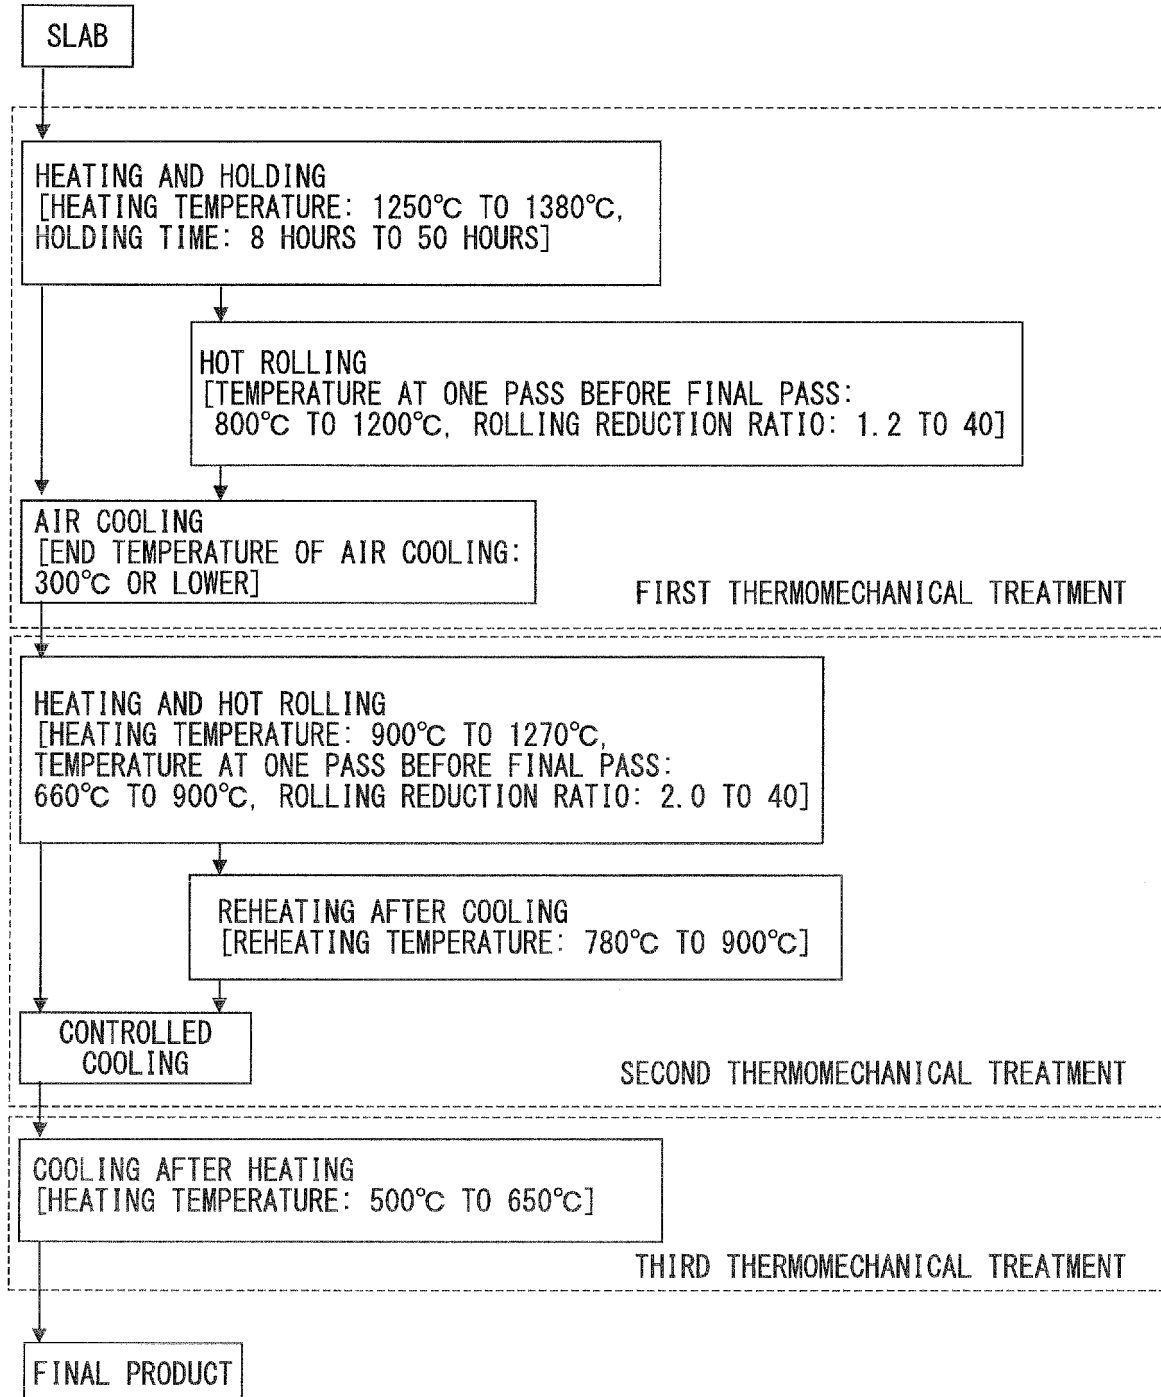 SLAB
HEATING AND HOLDING
[HEATING TEMPERATURE: 1250℃ TO 1380℃,
HOLDING TIME: 8 HOURS TO 50 HOURS]
HOT ROLLING
[TEMPERATURE AT ONE PASS BEFORE FINAL PASS:
800℃ TO 1200℃, ROLLING REDUCTION RATIO: 1.2 TO 40]
AIR COOLING
[END TEMPERATURE OF AIR COOLING:
300℃ OR LOWER]
FIRST THERMOMECHANICAL TREATMENT
HEATING AND HOT ROLLING
[HEATING TEMPERATURE: 900℃ TO 1270℃,
TEMPERATURE AT ONE PASS BEFORE FINAL PASS:
660℃ TO 900℃, ROLLING REDUCTION RATIO: 2.0 TO 40]
REHEATING AFTER COOLING
[REHEATING TEMPERATURE: 780℃ TO 900℃]
CONTROLLED
COOLING
SECOND THERMOMECHANICAL TREATMENT
COOLING AFTER HEATING
[HEATING TEMPERATURE: 500℃ TO 650℃]
THIRD THERMOMECHANICAL TREATMENT
FINAL PRODUCT